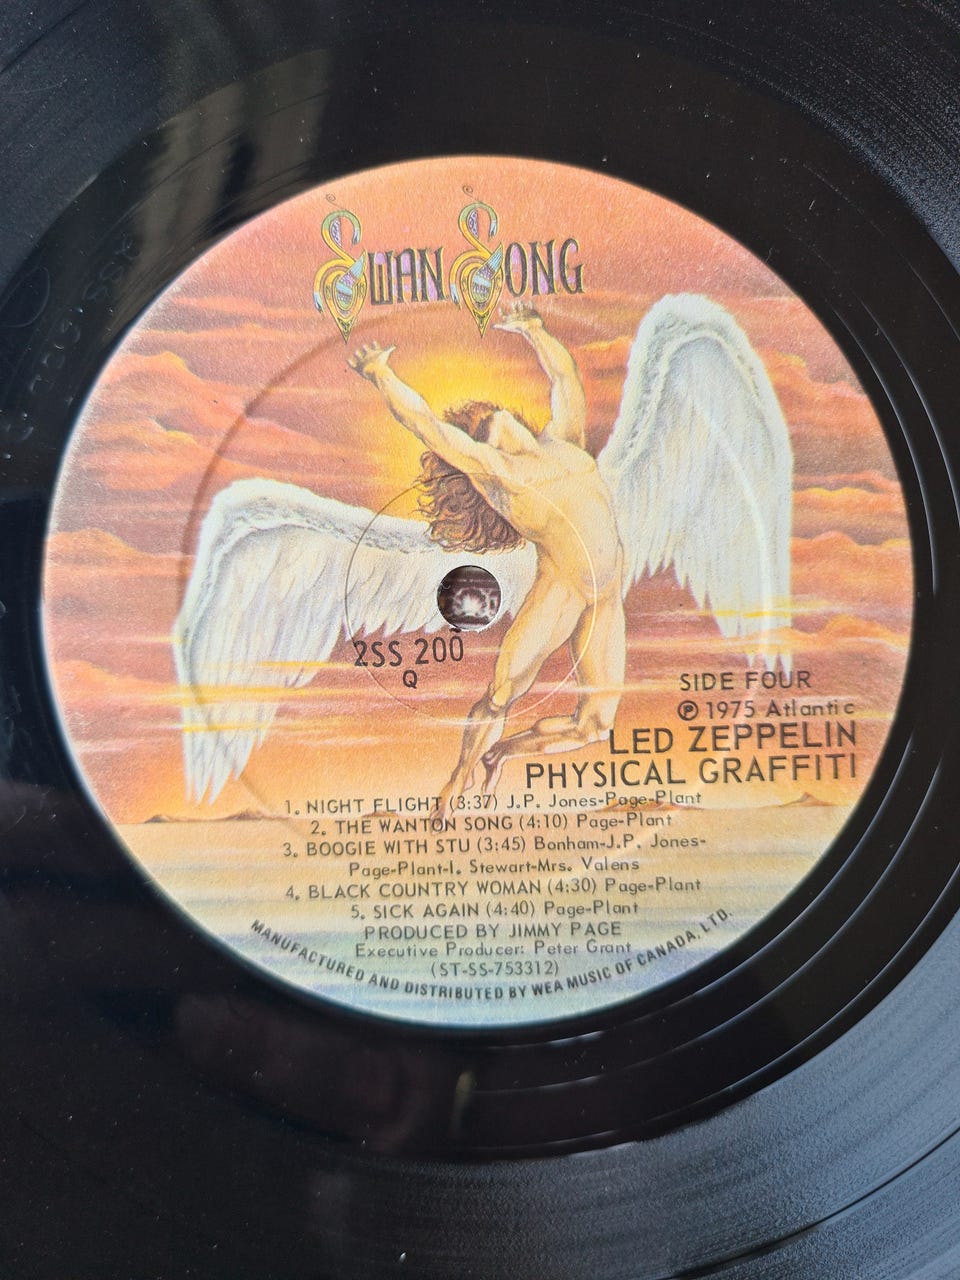 SWAN SONG
2SS 200
Q
SIDE FOUR
Ⓟ 1975 Atlantic
LED ZEPPELIN
PHYSICAL GRAFFITI
1. NIGHT FLIGHT (3:37) J.P. Jones-Page-Plant
2. THE WANTON SONG (4:10) Page-Plant
3. BOOGIE WITH STU (3:45) Bonham-J.P. Jones-
Page-Plant-I. Stewart-Mrs. Valens
4. BLACK COUNTRY WOMAN (4:30) Page-Plant
5. SICK AGAIN (4:40) Page-Plant
PRODUCED BY JIMMY PAGE
Executive Producer: Peter Grant
(ST-SS-753312)
MANUFACTURED AND DISTRIBUTED BY WEA MUSIC OF CANADA, LTD.